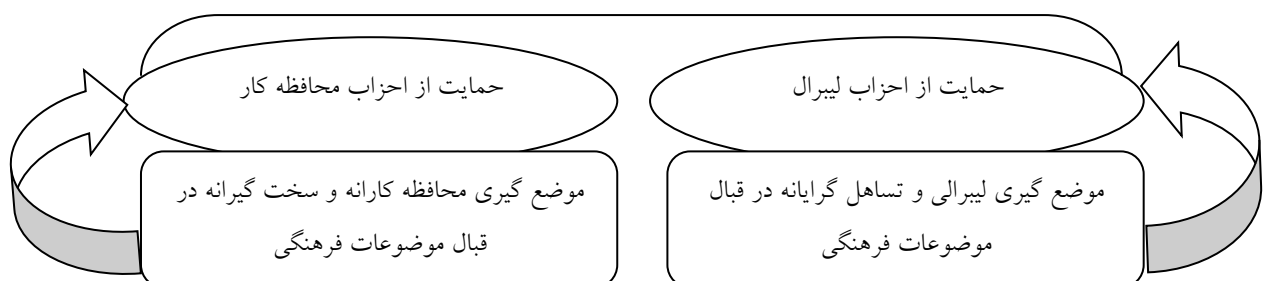 حمایت از احزاب لیبرال
موضع گیری لیبرالی و تساهل گرایانه در قبال
موضوعات فرهنگی
حمایت از احزاب محافظه کار
موضع گیری محافظه کارانه و سخت گیرانه در
قبال موضوعات فرهنگی